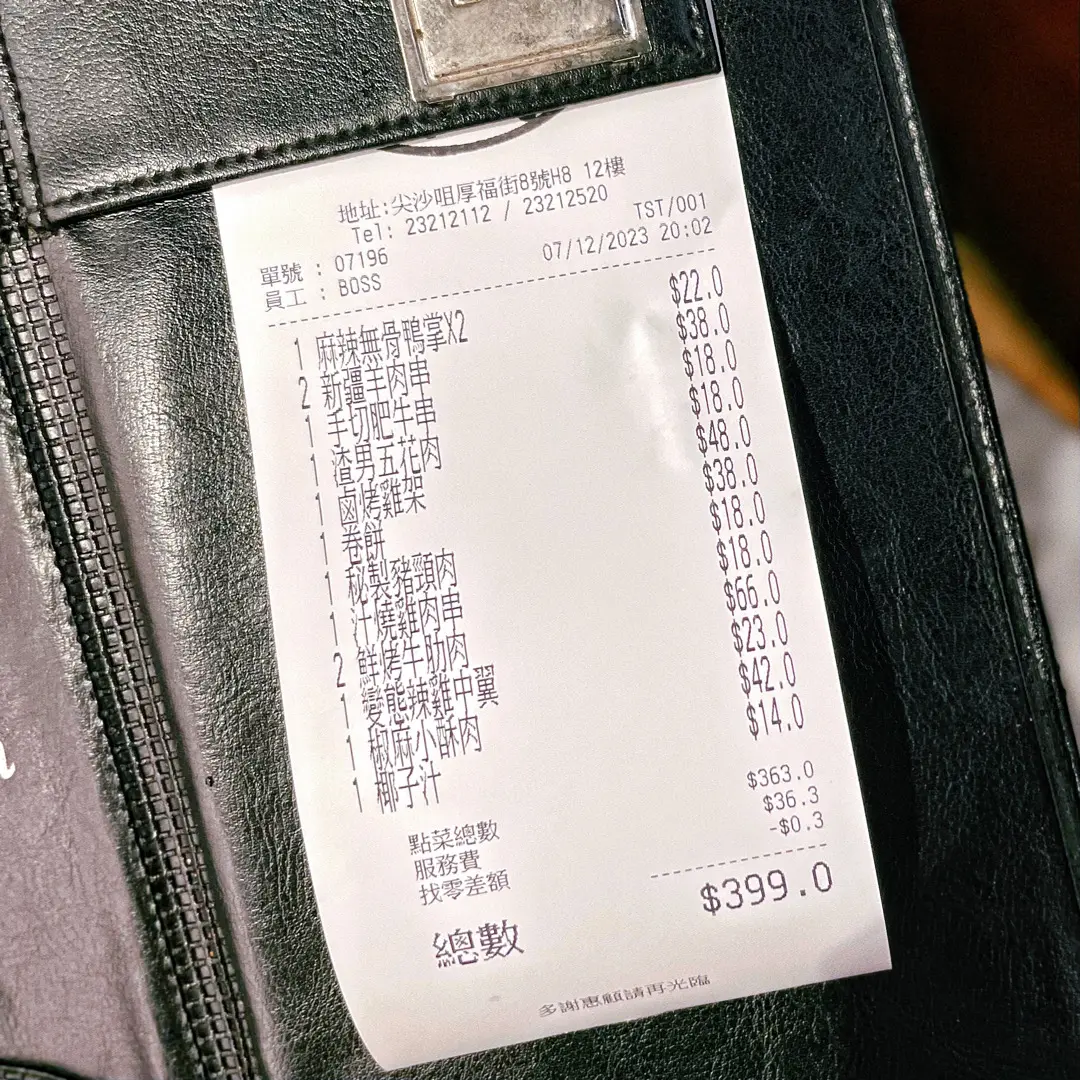 地址:尖沙咀厚福街8號H8 12樓
Tel: 23212112 / 23212520
TST/001
單號 : 07196
07/12/2023 20:02
員工 : BOSS
1 麻辣無骨鴨掌X2 $22.0
2 新疆羊肉串 $38.0
1 手切肥牛串 $18.0
1 渣男五花肉 $18.0
1 鹵烤雞架 $48.0
1 卷餅 $38.0
1 秘製豬頸肉 $18.0
1 汁燒雞肉串 $18.0
2 鮮烤牛肋肉 $66.0
1 變態辣雞中翼 $23.0
1 椒麻小酥肉 $42.0
1 椰子汁 $14.0
點菜總數 $363.0
服務費 $36.3
找零差額 -$0.3
總數 $399.0
多謝惠顧請再光臨